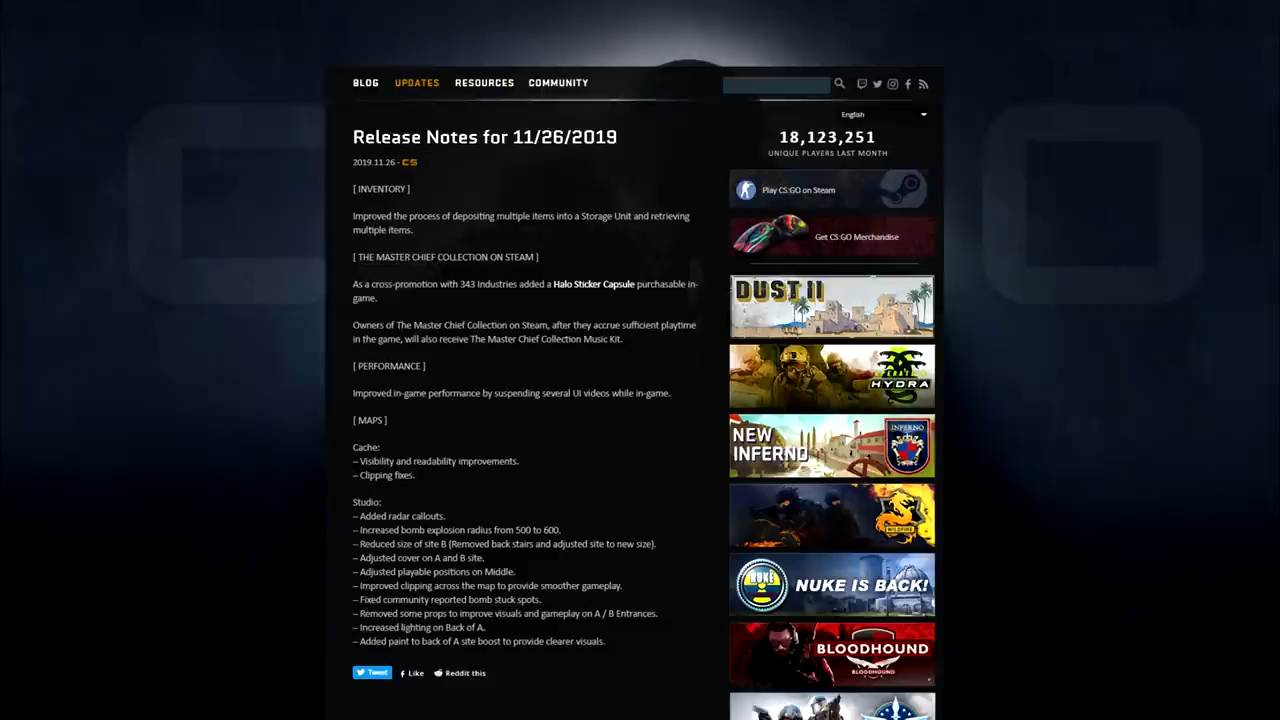 BLOG UPDATES RESOURCES COMMUNITY
English
Release Notes for 11/26/2019
2019.11.26 - CS
[ INVENTORY ]
Improved the process of depositing multiple items into a Storage Unit and retrieving
multiple items.
[ THE MASTER CHIEF COLLECTION ON STEAM ]
As a cross-promotion with 343 Industries added a Halo Sticker Capsule purchasable in-
game.
Owners of The Master Chief Collection on Steam, after they accrue sufficient playtime
in the game, will also receive The Master Chief Collection Music Kit.
[ PERFORMANCE ]
Improved in-game performance by suspending several UI videos while in-game.
[ MAPS ]
Cache:
– Visibility and readability improvements.
– Clipping fixes.
Studio:
– Added radar callouts.
– Increased bomb explosion radius from 500 to 600.
– Reduced size of site B (Removed back stairs and adjusted site to new size).
– Adjusted cover on A and B site.
– Adjusted playable positions on Middle.
– Improved clipping across the map to provide smoother gameplay.
– Fixed community reported bomb stuck spots.
– Removed some props to improve visuals and gameplay on A / B Entrances.
– Increased lighting on Back of A.
– Added paint to back of A site boost to provide clearer visuals.
Tweet Like Reddit this
18,123,251
UNIQUE PLAYERS LAST MONTH
Play CS:GO on Steam
Get CS:GO Merchandise
DUST II
OPERATION
HYDRA
NEW
INFERNO
INFERNO
WILDFIRE
NUKE
NUKE IS BACK!
BLOODHOUND
BLOODHOUND
GO